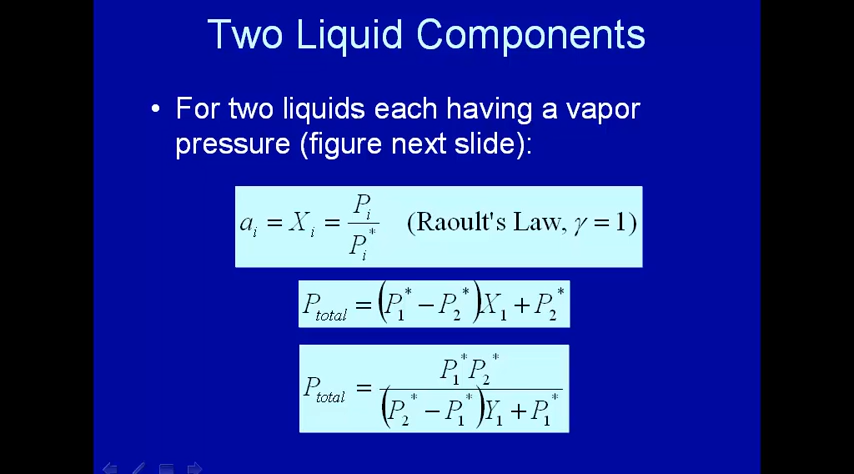 Two Liquid Components
• For two liquids each having a vapor
pressure (figure next slide):
a_i = X_i = P_i / P_i^* (Raoult's Law, γ = 1)
P_total = (P_1^* − P_2^*)X_1 + P_2^*
P_total = P_1^* P_2^* / ((P_2^* − P_1^*)Y_1 + P_1^*)